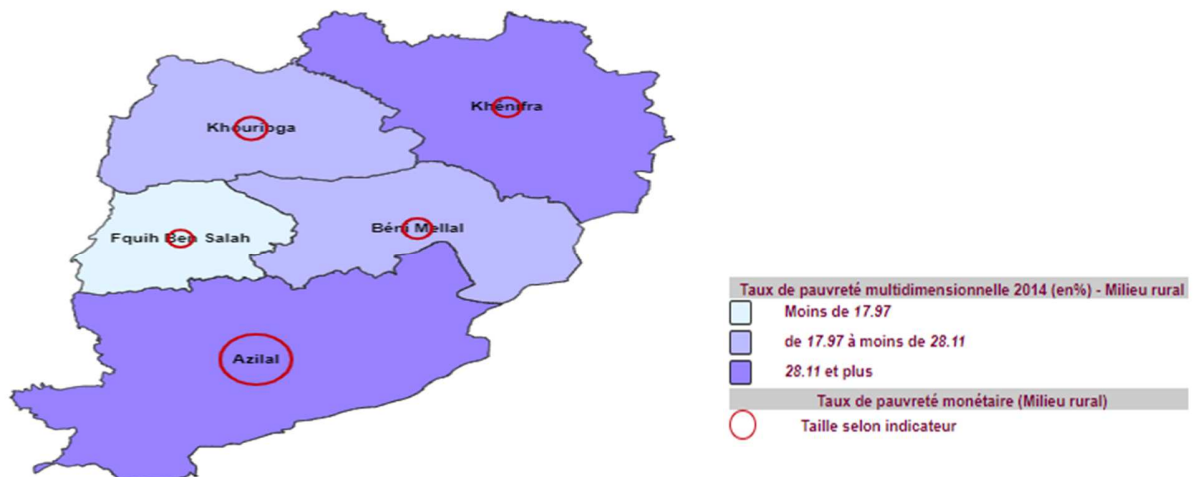 Khénifra
Khouribga
Béni Mellal
Fquih Ben Salah
Azilal
Taux de pauvreté multidimensionnelle 2014 (en%) - Milieu rural
Moins de 17.97
de 17.97 à moins de 28.11
28.11 et plus
Taux de pauvreté monétaire (Milieu rural)
Taille selon indicateur